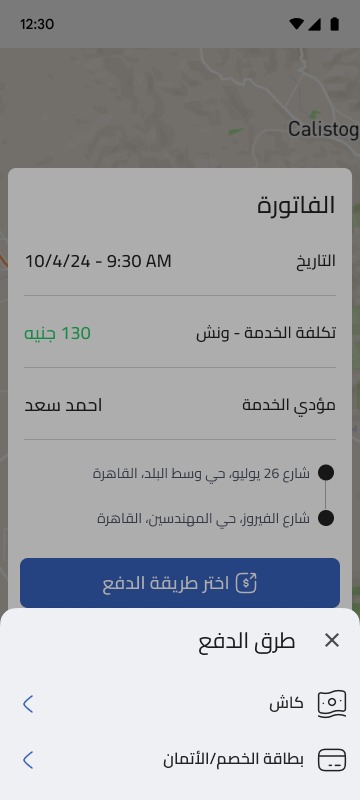 12:30
Calistog
الفاتورة
التاريخ 10/4/24 - 9:30 AM
تكلفة الخدمة - ونش 130 جنيه
مؤدي الخدمة احمد سعد
شارع 26 يوليو، حي وسط البلد، القاهرة
شارع الفيروز، حي المهندسين، القاهرة
اختر طريقة الدفع
طرق الدفع
كاش
بطاقة الخصم/الأتمان